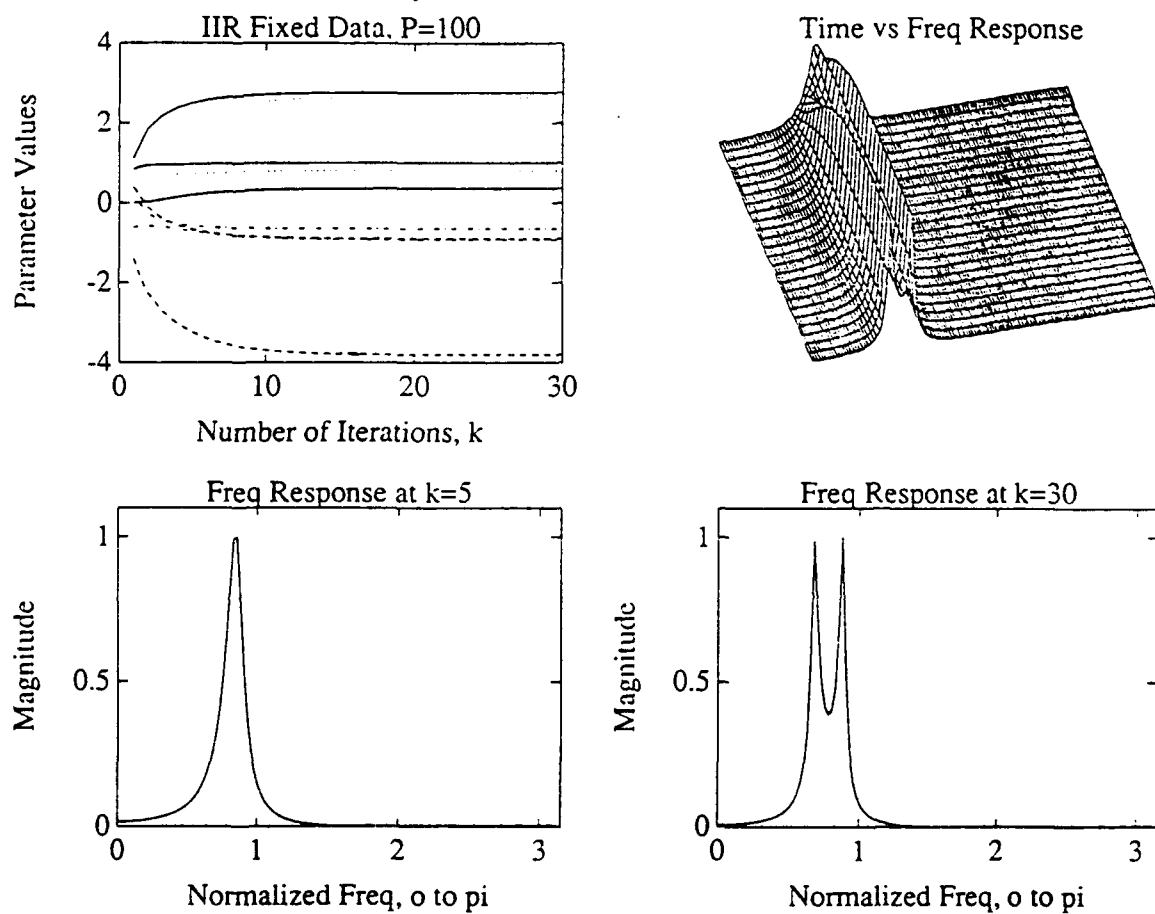 IIR Fixed Data, P=100
4
2
0
-2
-4
Parameter Values
0
10
20
30
Number of Iterations, k
Time vs Freq Response
Freq Response at k=5
1
0.5
0
Magnitude
0
1
2
3
Normalized Freq, o to pi
Freq Response at k=30
1
0.5
0
Magnitude
0
1
2
3
Normalized Freq, o to pi